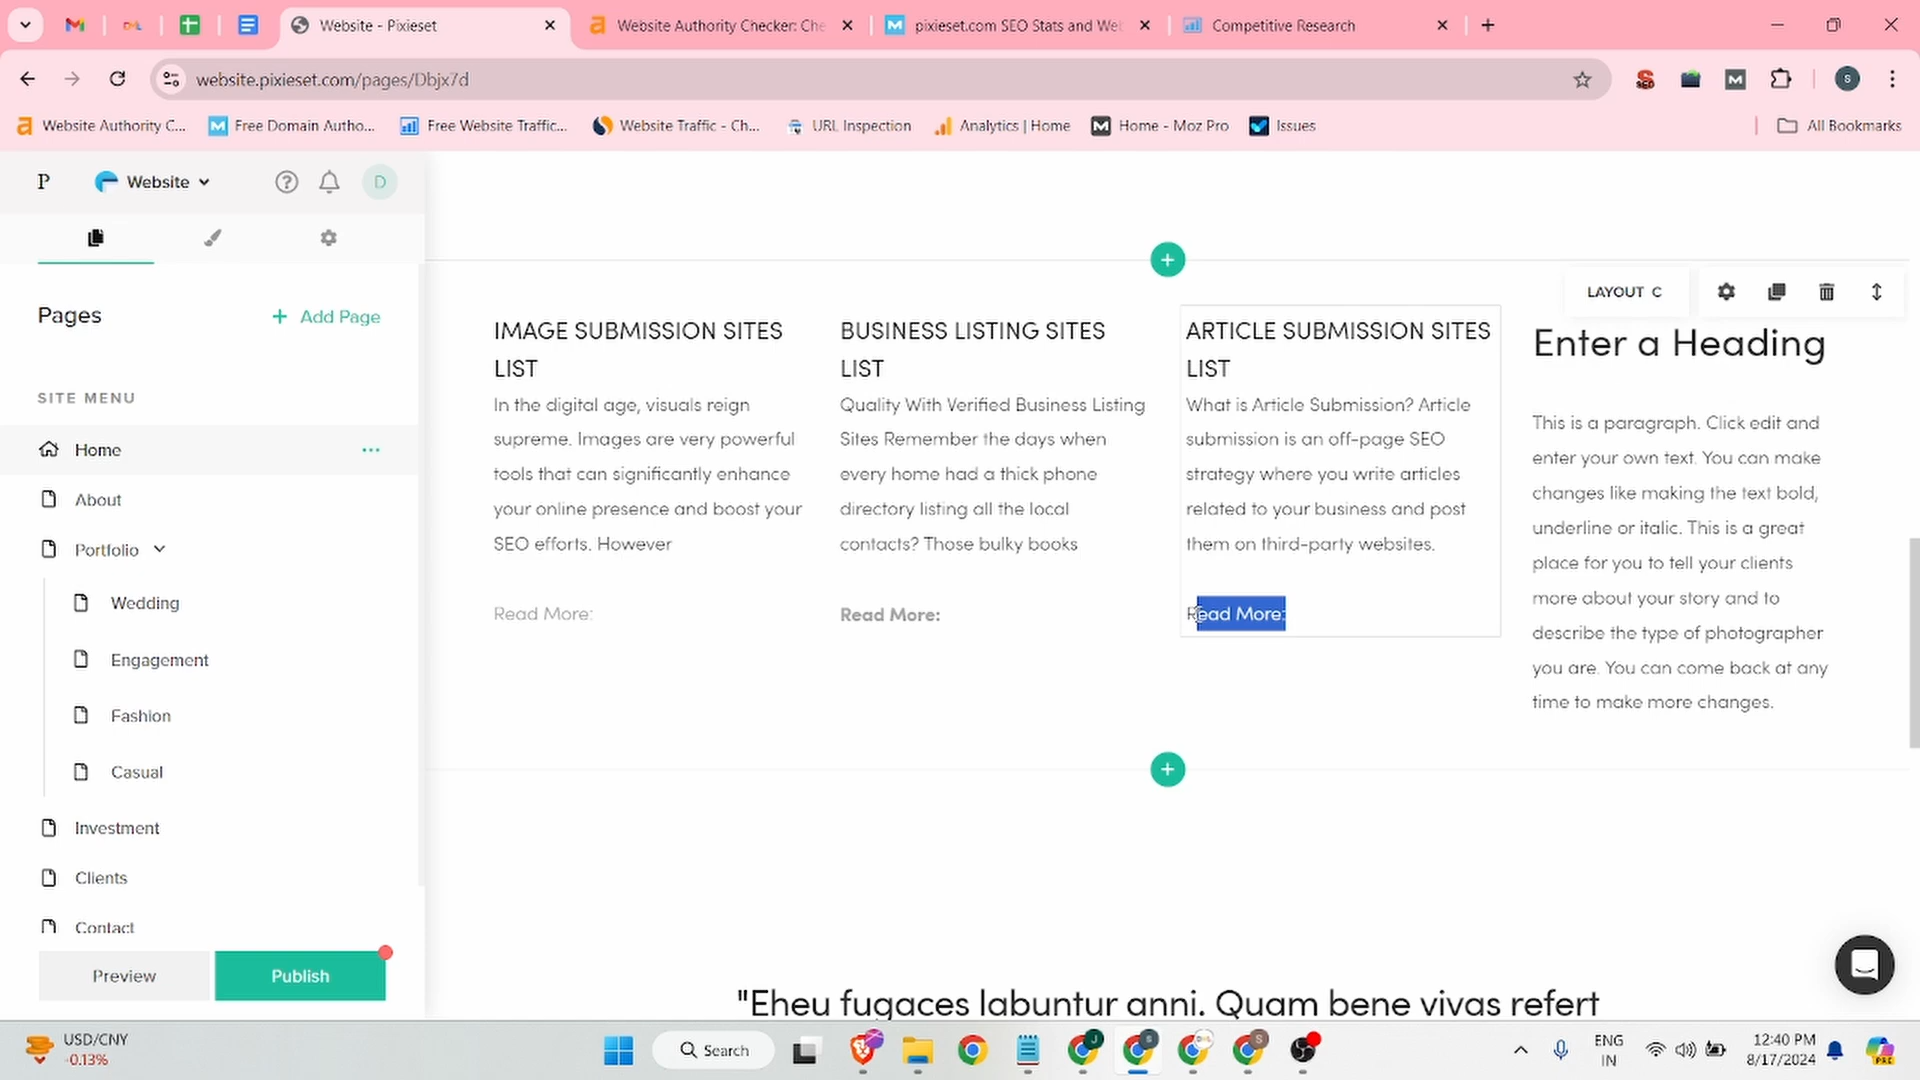 Website - Pixieset
Website Authority Checker: Che
pixieset.com SEO Stats and Wet
Competitive Research
website.pixieset.com/pages/Dbjx7d
Website Authority C...
Free Domain Autho...
Free Website Traffic...
Website Traffic - Ch...
URL Inspection
Analytics | Home
Home - Moz Pro
Issues
All Bookmarks
P
Website
D
LAYOUT C
Pages
+ Add Page
SITE MENU
Home
About
Portfolio
Wedding
Engagement
Fashion
Casual
Investment
Clients
Contact
Preview
Publish
IMAGE SUBMISSION SITES
LIST
In the digital age, visuals reign
supreme. Images are very powerful
tools that can significantly enhance
your online presence and boost your
SEO efforts. However
Read More:
BUSINESS LISTING SITES
LIST
Quality With Verified Business Listing
Sites Remember the days when
every home had a thick phone
directory listing all the local
contacts? Those bulky books
Read More:
ARTICLE SUBMISSION SITES
LIST
What is Article Submission? Article
submission is an off-page SEO
strategy where you write articles
related to your business and post
them on third-party websites.
Read More:
Enter a Heading
This is a paragraph. Click edit and
enter your own text. You can make
changes like making the text bold,
underline or italic. This is a great
place for you to tell your clients
more about your story and to
describe the type of photographer
you are. You can come back at any
time to make more changes.
"Eheu fugaces labuntur anni. Quam bene vivas refert
USD/CNY
-0.13%
Search
ENG
IN
12:40 PM
8/17/2024